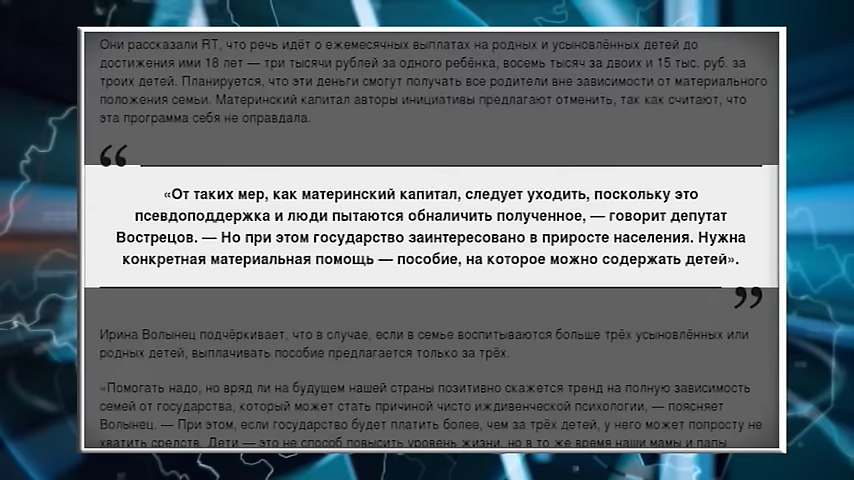 Они рассказали RT, что речь идёт о ежемесячных выплатах на родных и усыновлённых детей до
достижения ими 18 лет — три тысячи рублей за одного ребёнка, восемь тысяч за двоих и 15 тыс. руб. за
троих детей. Планируется, что эти деньги смогут получать все родители вне зависимости от материального
положения семьи. Материнский капитал авторы инициативы предлагают отменить, так как считают, что
эта программа себя не оправдала.
“
«От таких мер, как материнский капитал, следует уходить, поскольку это
псевдоподдержка и люди пытаются обналичить полученное, — говорит депутат
Вострецов. — Но при этом государство заинтересовано в приросте населения. Нужна
конкретная материальная помощь — пособие, на которое можно содержать детей».
”
Ирина Волынец подчёркивает, что в случае, если в семье воспитываются больше трёх усыновлённых или
родных детей, выплачивать пособие предлагается только за трёх.
«Помогать надо, но вряд ли на будущем нашей страны позитивно скажется тренд на полную зависимость
семей от государства, который может стать причиной чисто иждивенческой психологии, — поясняет
Волынец. — При этом, если государство будет платить более, чем за трёх детей, у него может попросту не
хватить средств. Дети — это не способ повысить уровень жизни, но в то же время наши мамы и папы